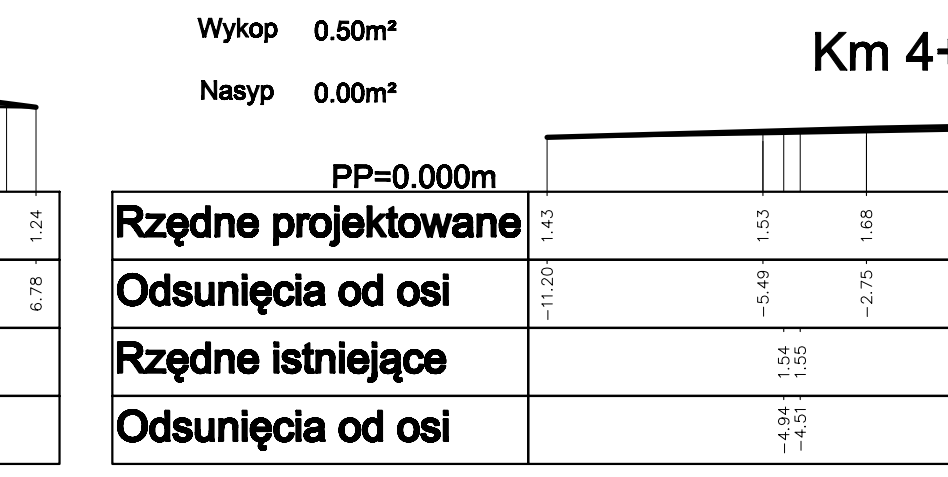 Wykop 0.50m²
Km 4+
Nasyp 0.00m²
PP=0.000m
1.24
6.78
Rzędne projektowane 1.43 1.53 1.68
Odsunięcia od osi -11.20 -5.49 -2.75
Rzędne istniejące 1.54 1.55
Odsunięcia od osi -4.94 -4.51